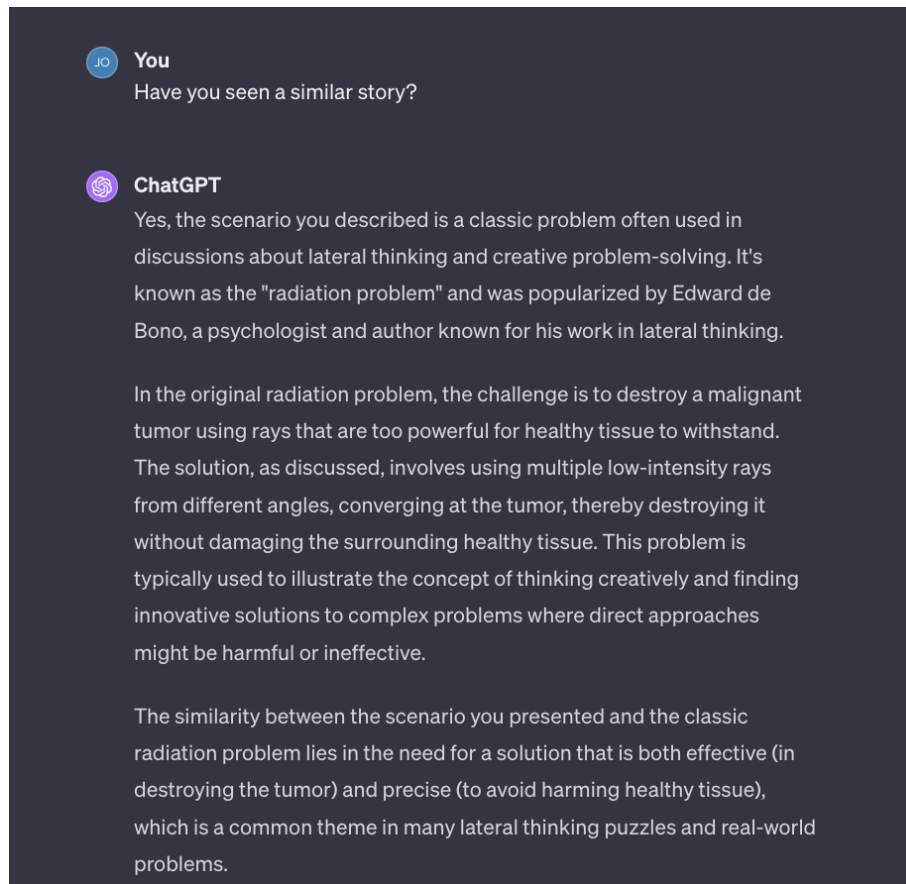 JO
You
Have you seen a similar story?
ChatGPT
Yes, the scenario you described is a classic problem often used in
discussions about lateral thinking and creative problem-solving. It's
known as the "radiation problem" and was popularized by Edward de
Bono, a psychologist and author known for his work in lateral thinking.
In the original radiation problem, the challenge is to destroy a malignant
tumor using rays that are too powerful for healthy tissue to withstand.
The solution, as discussed, involves using multiple low-intensity rays
from different angles, converging at the tumor, thereby destroying it
without damaging the surrounding healthy tissue. This problem is
typically used to illustrate the concept of thinking creatively and finding
innovative solutions to complex problems where direct approaches
might be harmful or ineffective.
The similarity between the scenario you presented and the classic
radiation problem lies in the need for a solution that is both effective (in
destroying the tumor) and precise (to avoid harming healthy tissue),
which is a common theme in many lateral thinking puzzles and real-world
problems.